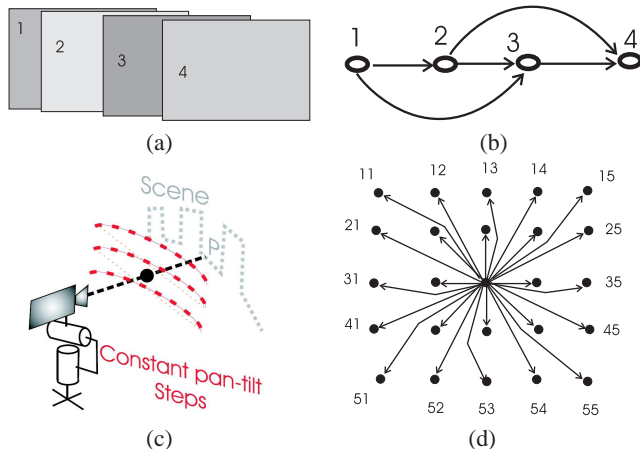 1
2
3
4
(a)
1 2 3 4
(b)
Scene
P
Constant pan-tilt
Steps
(c)
11 12 13 14 15
21 25
31 35
41 45
51 52 53 54 55
(d)